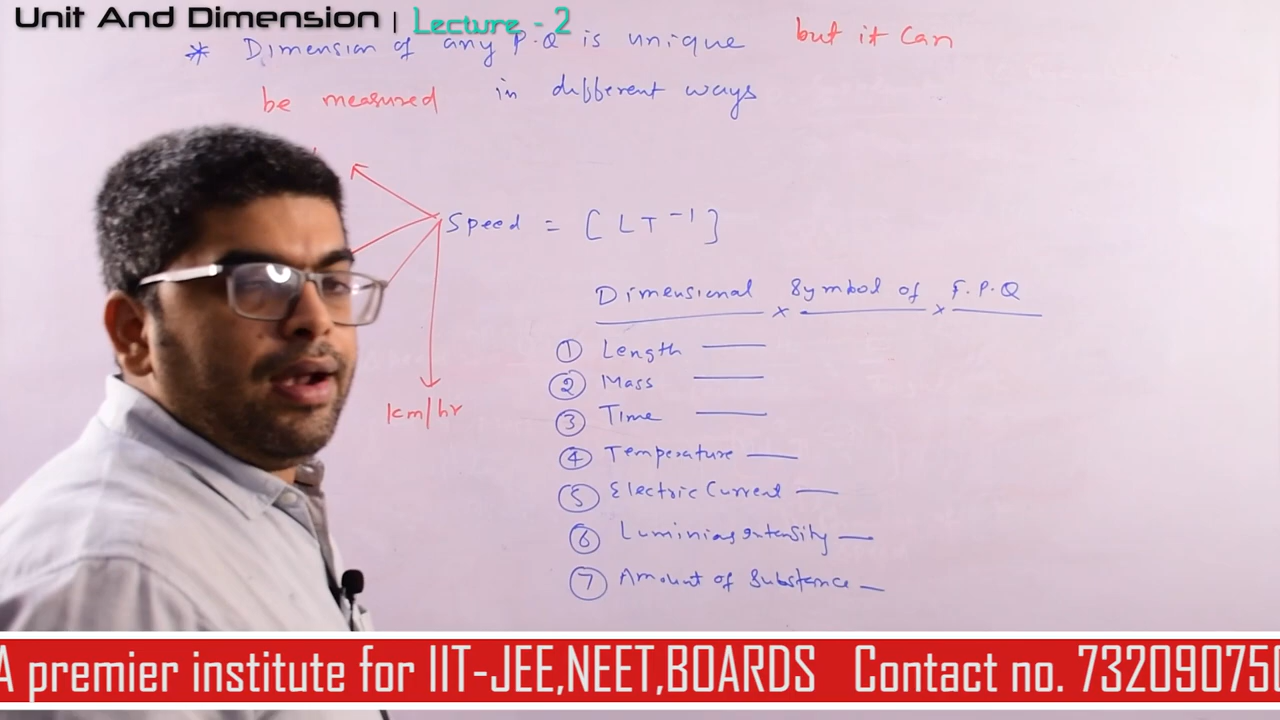 Unit And Dimension | Lecture - 2
* Dimension of any P.Q is unique but it can
be measured in different ways
Speed = [LT⁻¹]
km/hr
Dimensional Symbol of F.P.Q
① Length
② Mass
③ Time
④ Temperature
⑤ Electric Current
⑥ Luminias intensity
⑦ Amount of Substance
A premier institute for IIT-JEE,NEET,BOARDS Contact no. 732090750